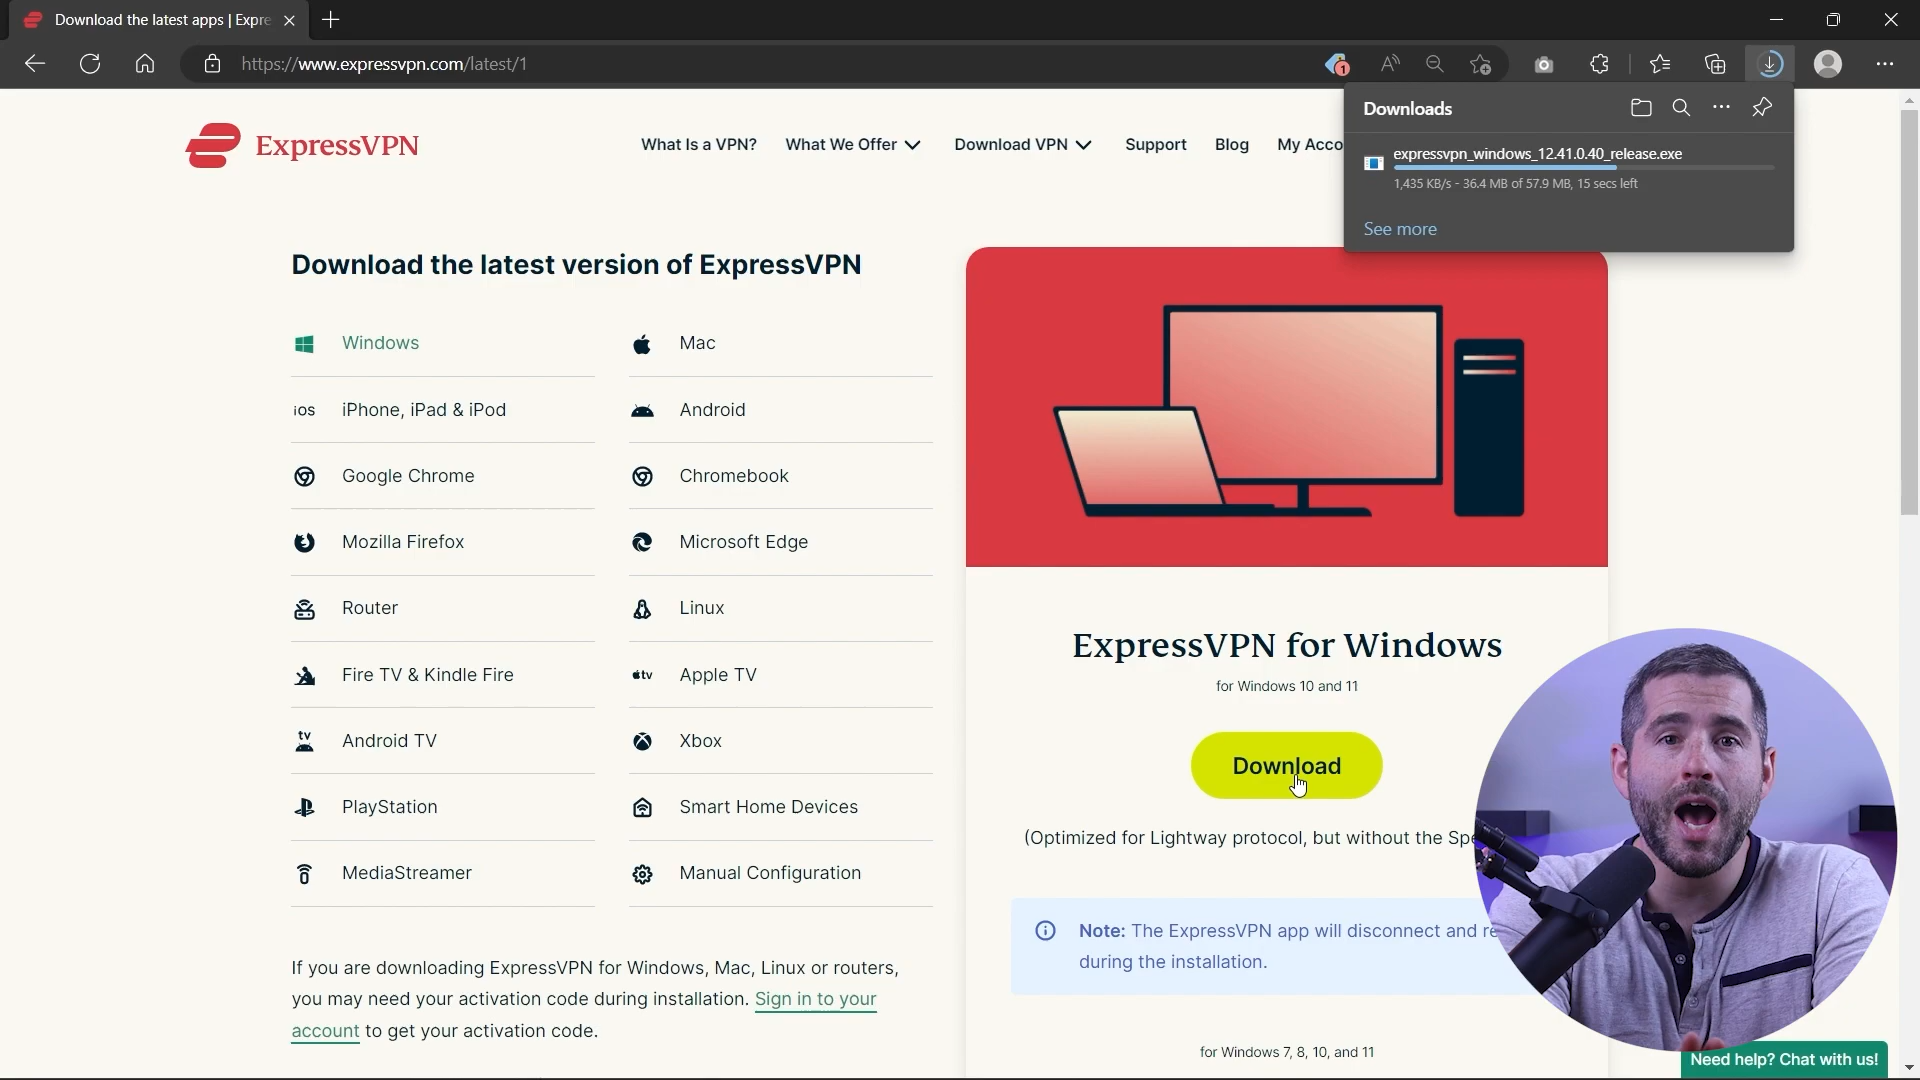 Download the latest apps | Expre
https://www.expressvpn.com/latest/1
1
Downloads
expressvpn_windows_12.41.0.40_release.exe
1,435 KB/s - 36.4 MB of 57.9 MB, 15 secs left
See more
ExpressVPN
What Is a VPN?
What We Offer
Download VPN
Support
Blog
My Acco
Download the latest version of ExpressVPN
Windows
Mac
iOS
iPhone, iPad & iPod
Android
Google Chrome
Chromebook
Mozilla Firefox
Microsoft Edge
Router
Linux
Fire TV & Kindle Fire
tv
Apple TV
tv
Android TV
Xbox
PlayStation
Smart Home Devices
MediaStreamer
Manual Configuration
If you are downloading ExpressVPN for Windows, Mac, Linux or routers,
you may need your activation code during installation. Sign in to your
account to get your activation code.
ExpressVPN for Windows
for Windows 10 and 11
Download
(Optimized for Lightway protocol, but without the Sp
Note: The ExpressVPN app will disconnect and re
during the installation.
for Windows 7, 8, 10, and 11
Need help? Chat with us!